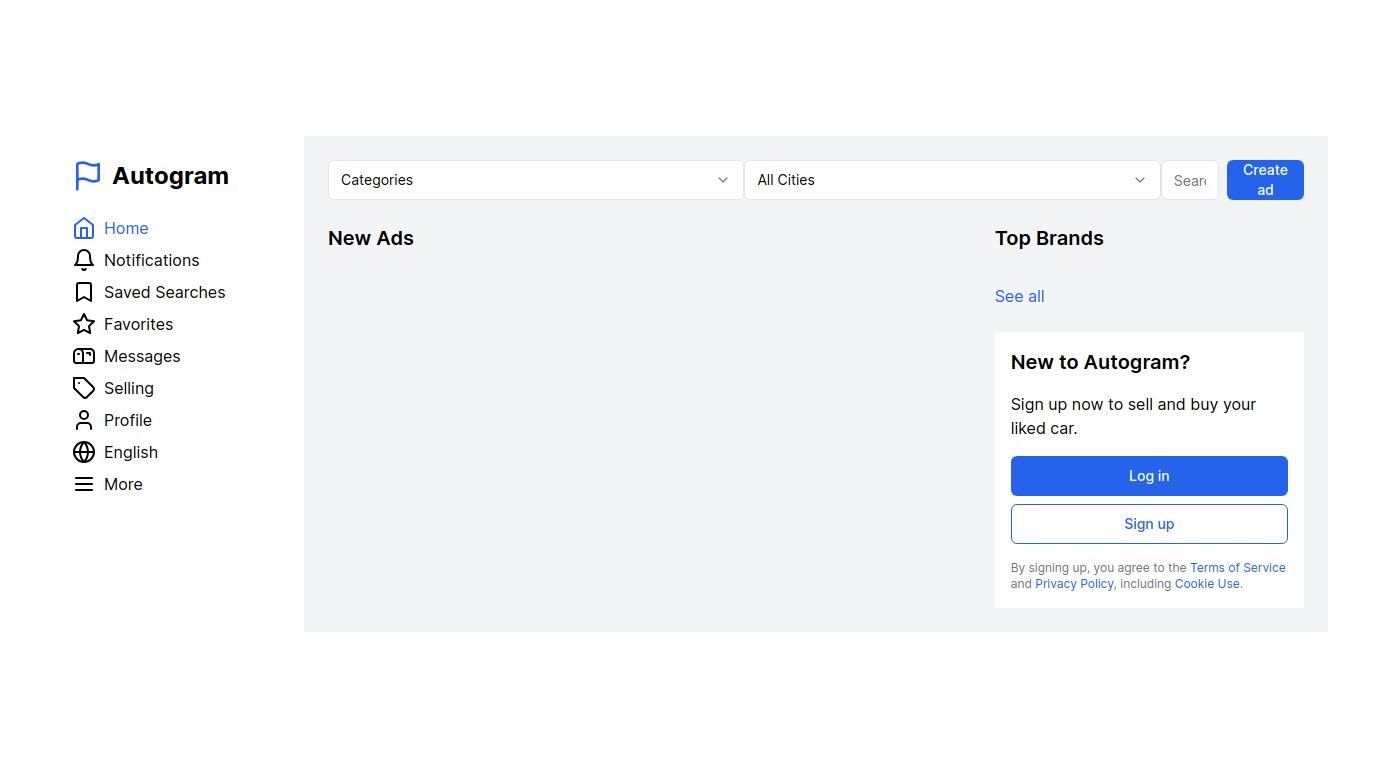 Autogram
Home
Notifications
Saved Searches
Favorites
Messages
Selling
Profile
English
More
Categories
All Cities
Create
ad
New Ads
Top Brands
See all
New to Autogram?
Sign up now to sell and buy your
liked car.
Log in
Sign up
By signing up, you agree to the Terms of Service
and Privacy Policy, including Cookie Use.